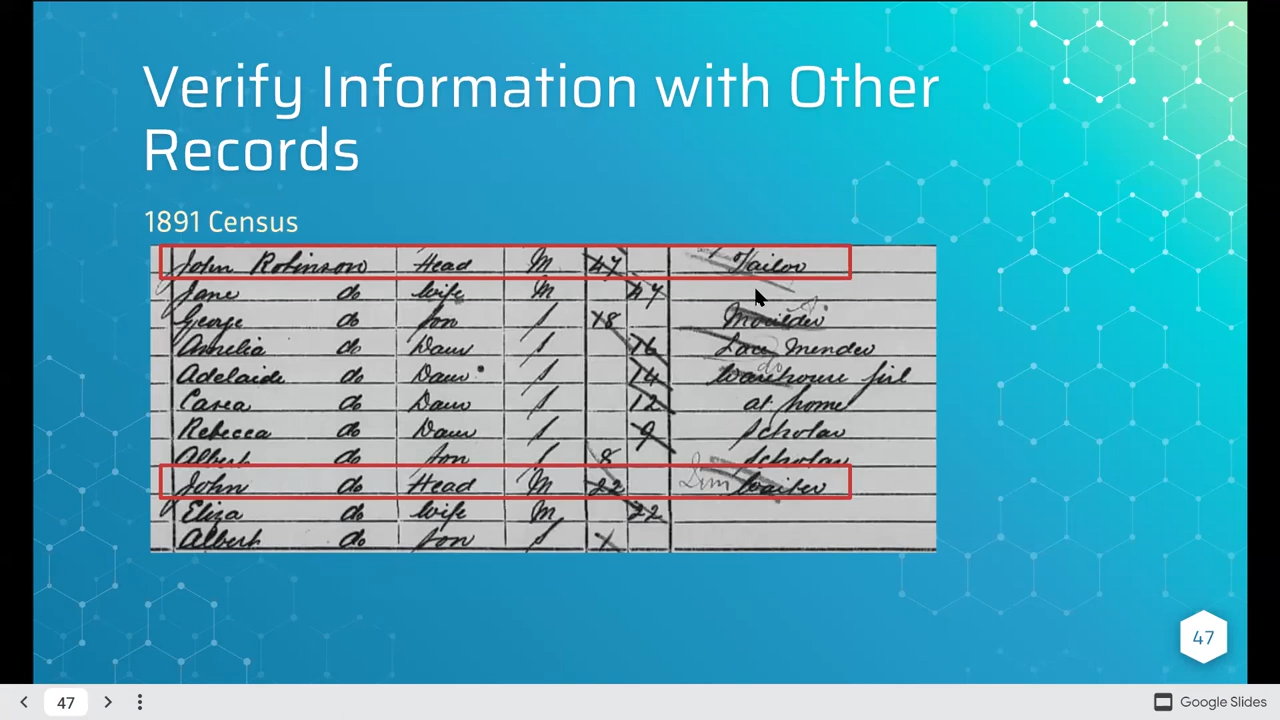 Verify Information with Other
Records
1891 Census
John Robinson Head M 47 Tailor
Jane do Wife M 47
George do Son S 18 Moulder
Amelia do Daur S 16 Lace Mender
Adelaide do Daur S 14 Warehouse girl
do Daur S 12 at home
Rebecca do Daur S 9 Scholar
Albert do Son S 8 Scholar
John do Head M 22 Waiter
Eliza do Wife M 22
Albert do Son S
47
47
Google Slides